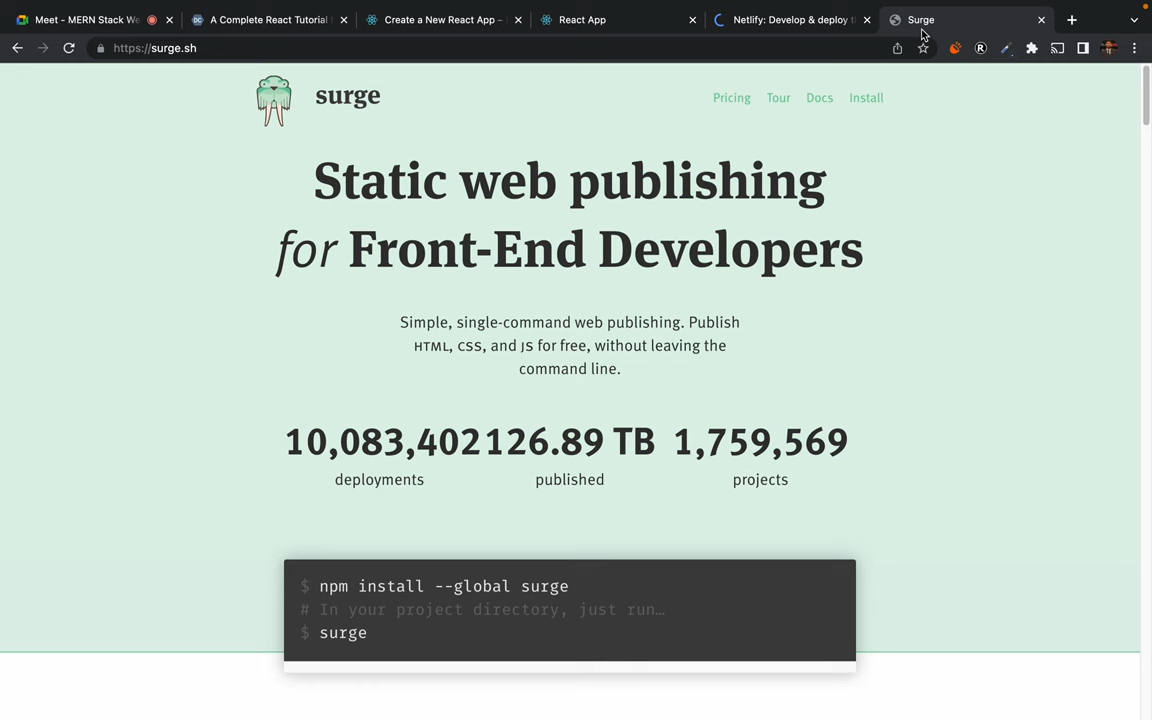 Meet - MERN Stack We
A Complete React Tutorial
Create a New React App –
React App
Netlify: Develop & deploy t
Surge
https://surge.sh
surge
Pricing
Tour
Docs
Install
Static web publishing
for Front-End Developers
Simple, single-command web publishing. Publish
HTML, CSS, and JS for free, without leaving the
command line.
10,083,402 126.89 TB 1,759,569
deployments published projects
$ npm install --global surge
# In your project directory, just run…
$ surge